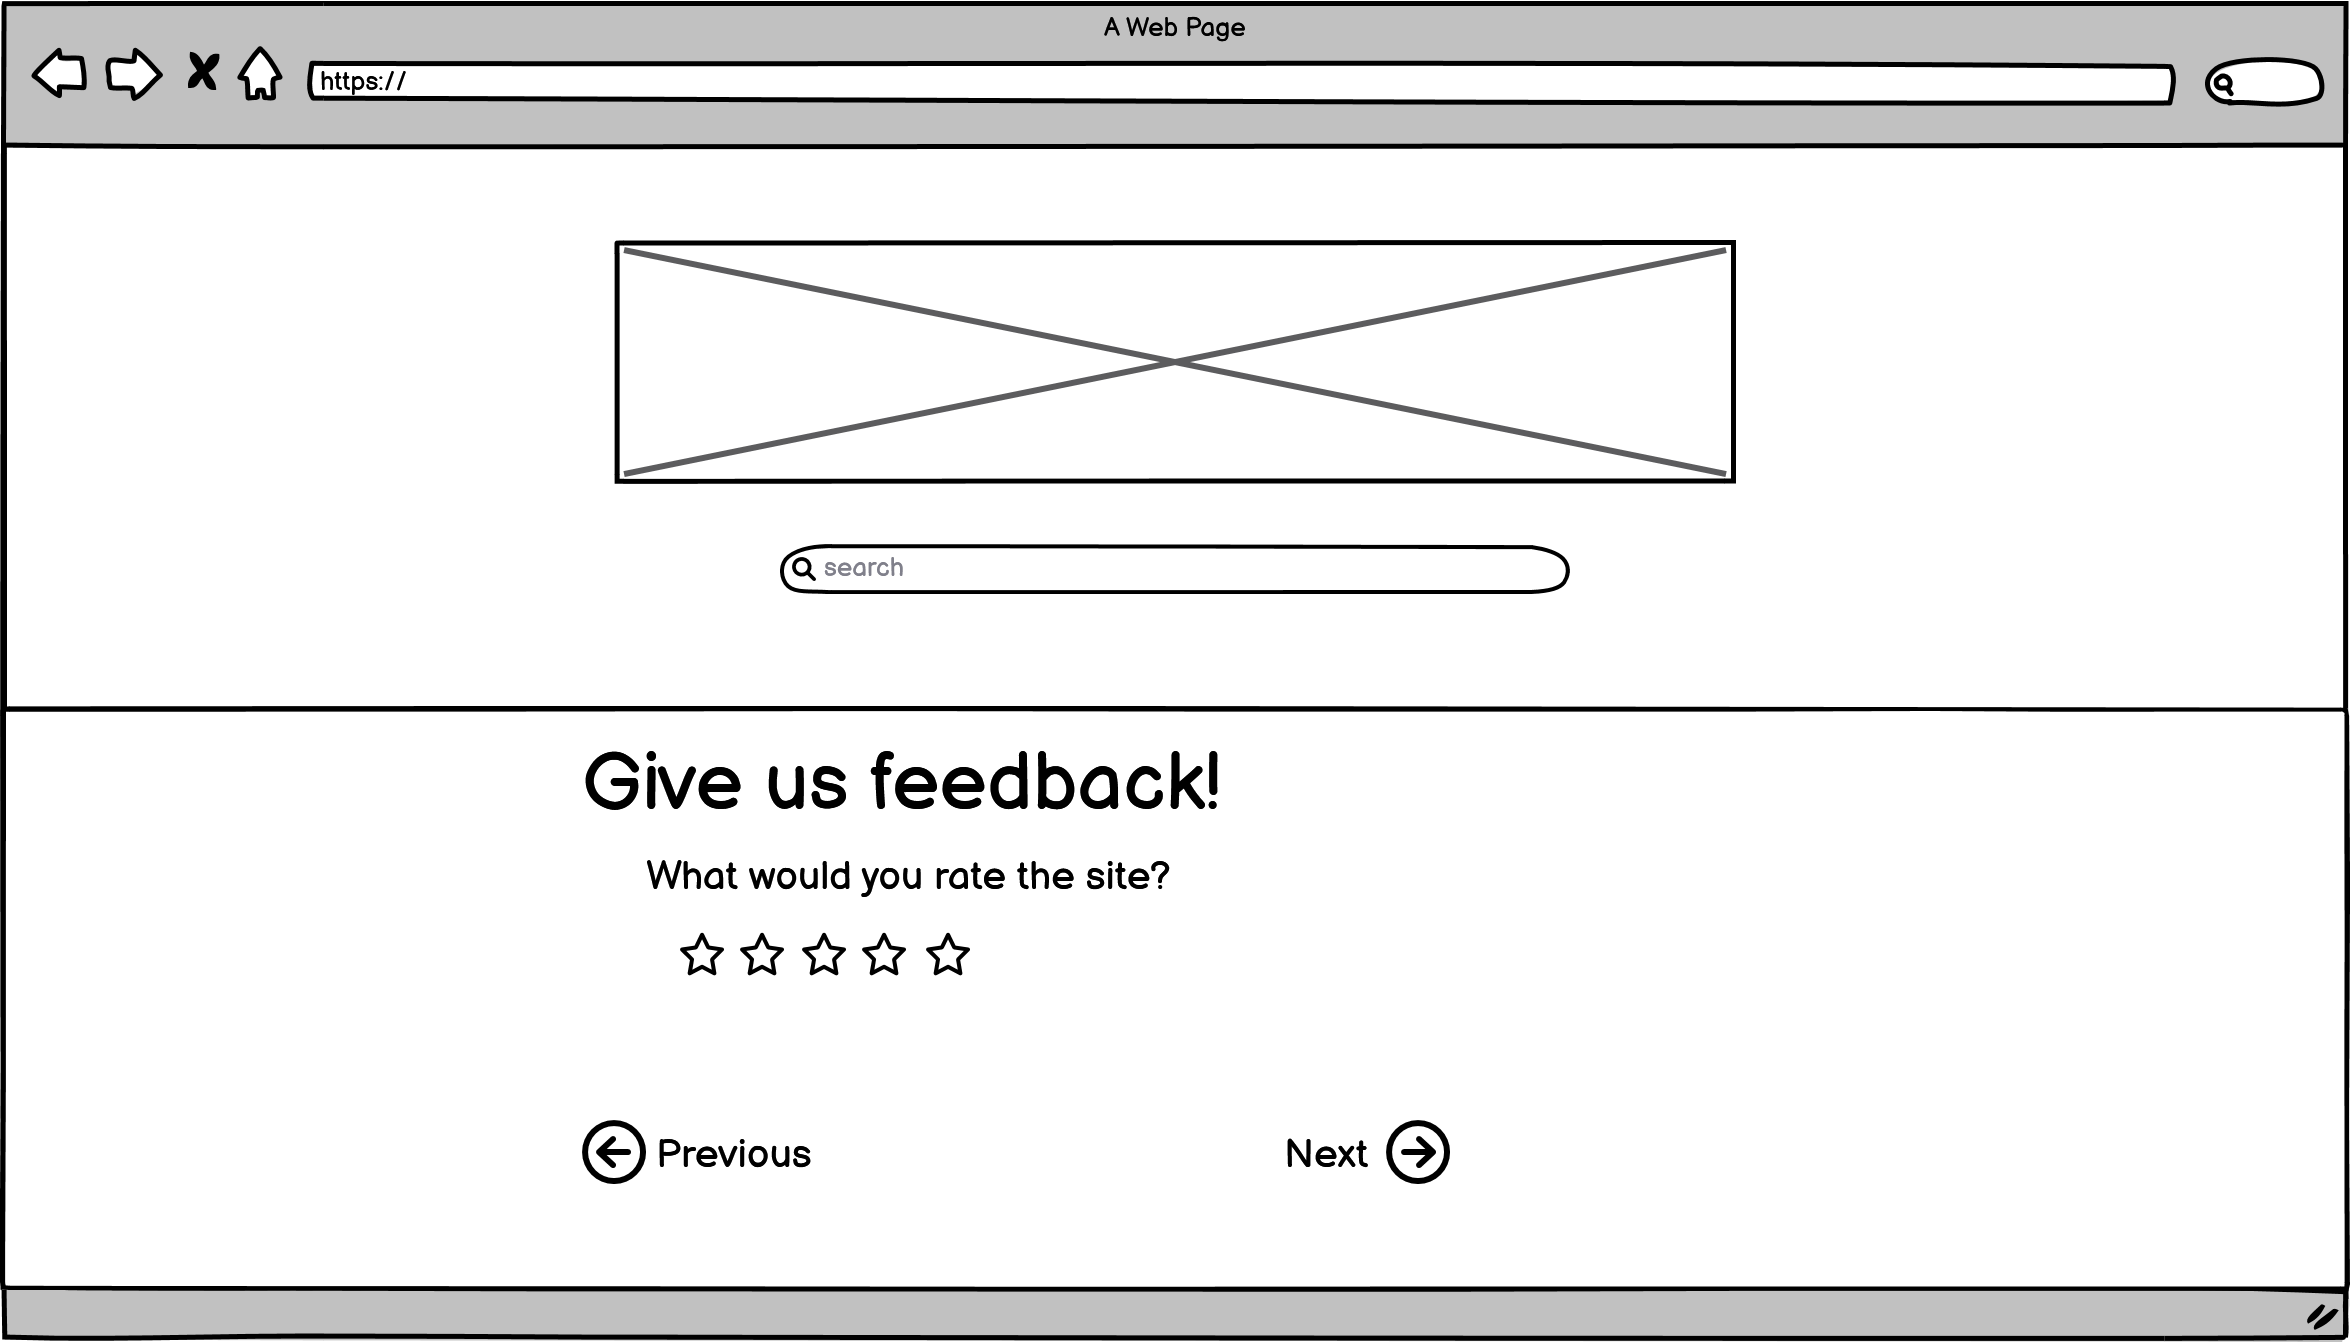 A Web Page
https://
search
Give us feedback!
What would you rate the site?
Previous
Next